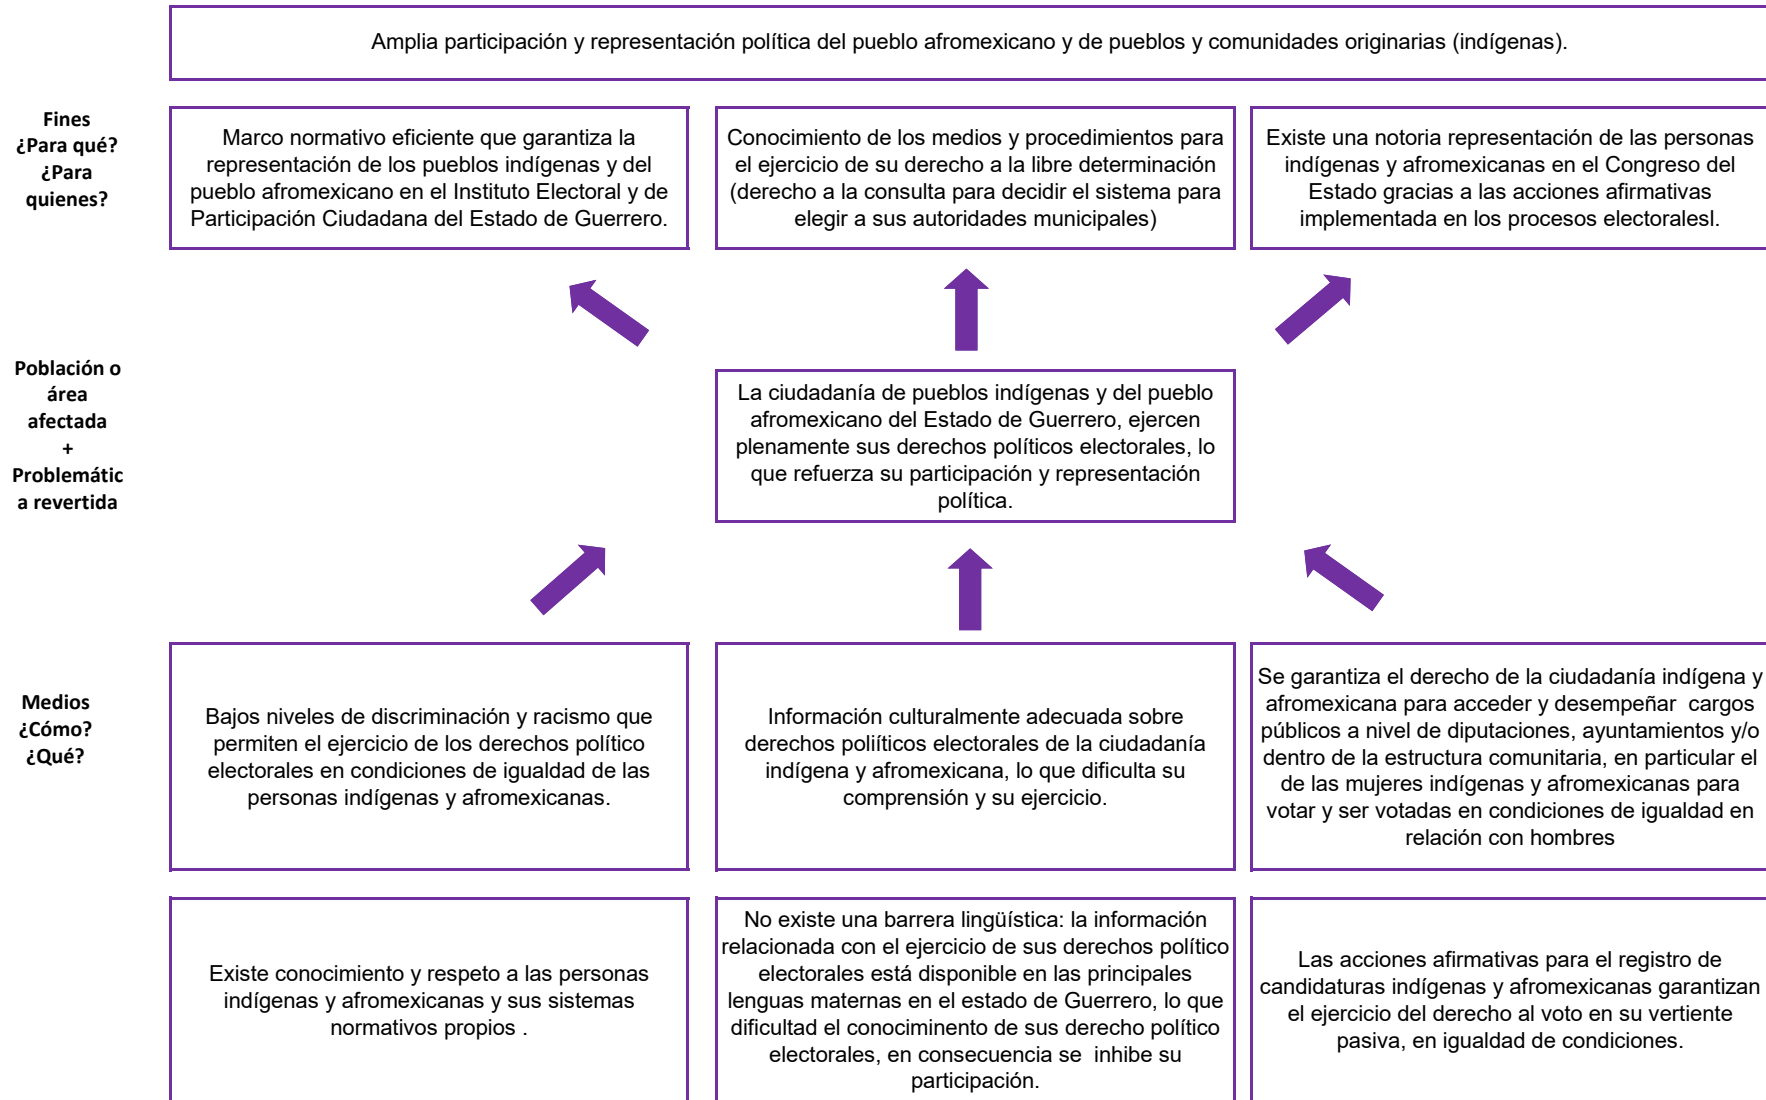 Amplia participación y representación política del pueblo afromexicano y de pueblos y comunidades originarias (indígenas).
Fines
¿Para qué?
¿Para
quienes?
Marco normativo eficiente que garantiza la
representación de los pueblos indígenas y del
pueblo afromexicano en el Instituto Electoral y de
Participación Ciudadana del Estado de Guerrero.
Conocimiento de los medios y procedimientos para
el ejercicio de su derecho a la libre determinación
(derecho a la consulta para decidir el sistema para
elegir a sus autoridades municipales)
Existe una notoria representación de las personas
indígenas y afromexicanas en el Congreso del
Estado gracias a las acciones afirmativas
implementada en los procesos electoralesl.
Población o
área
afectada
+
Problemátic
a revertida
La ciudadanía de pueblos indígenas y del pueblo
afromexicano del Estado de Guerrero, ejercen
plenamente sus derechos políticos electorales, lo
que refuerza su participación y representación
política.
Medios
¿Cómo?
¿Qué?
Bajos niveles de discriminación y racismo que
permiten el ejercicio de los derechos político
electorales en condiciones de igualdad de las
personas indígenas y afromexicanas.
Información culturalmente adecuada sobre
derechos poliíticos electorales de la ciudadanía
indígena y afromexicana, lo que dificulta su
comprensión y su ejercicio.
Se garantiza el derecho de la ciudadanía indígena y
afromexicana para acceder y desempeñar  cargos
públicos a nivel de diputaciones, ayuntamientos y/o
dentro de la estructura comunitaria, en particular el
de las mujeres indígenas y afromexicanas para
votar y ser votadas en condiciones de igualdad en
relación con hombres
Existe conocimiento y respeto a las personas
indígenas y afromexicanas y sus sistemas
normativos propios .
No existe una barrera lingüística: la información
relacionada con el ejercicio de sus derechos político
electorales está disponible en las principales
lenguas maternas en el estado de Guerrero, lo que
dificultad el conociminento de sus derecho político
electorales, en consecuencia se  inhibe su
participación.
Las acciones afirmativas para el registro de
candidaturas indígenas y afromexicanas garantizan
el ejercicio del derecho al voto en su vertiente
pasiva, en igualdad de condiciones.